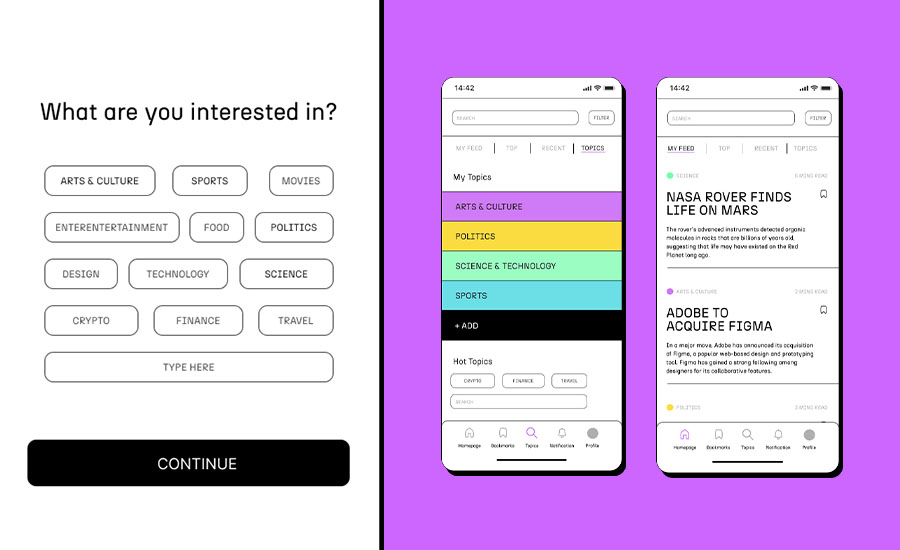 What are you interested in?
ARTS & CULTURE SPORTS MOVIES
ENTERENTERTAINMENT FOOD POLITICS
DESIGN TECHNOLOGY SCIENCE
CRYPTO FINANCE TRAVEL
TYPE HERE
CONTINUE
14:42
SEARCH FILTER
MY FEED TOP RECENT TOPICS
My Topics
ARTS & CULTURE
POLITICS
SCIENCE & TECHNOLOGY
SPORTS
+ ADD
Hot Topics
CRYPTO FINANCE TRAVEL
SEARCH
Homepage Bookmarks Topics Notification Profile
14:42
SEARCH FILTER
MY FEED TOP RECENT TOPICS
SCIENCE 5 MINS READ
NASA ROVER FINDS
LIFE ON MARS
The rover's advanced instruments detected organic
molecules in rocks that are billions of years old,
suggesting that life may have existed on the Red
Planet long ago.
ARTS & CULTURE 2 MINS READ
ADOBE TO
ACQUIRE FIGMA
In a major move, Adobe has announced its acquisition
of Figma, a popular web-based design and prototyping
tool. Figma has gained a strong following among
designers for its collaborative features.
POLITICS 3 MINS READ
Homepage Bookmarks Topics Notification Profile